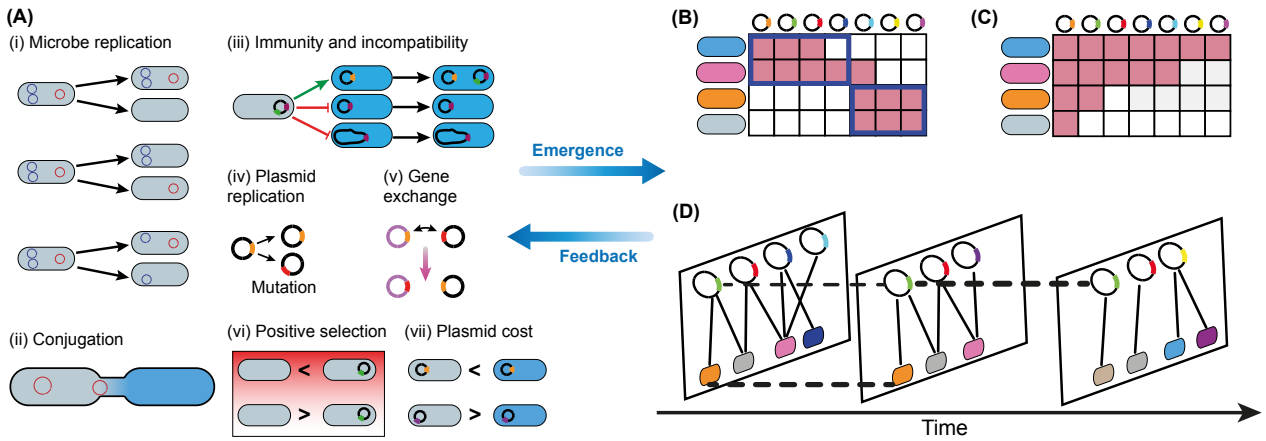 (A)
(i) Microbe replication
(iii) Immunity and incompatibility
(iv) Plasmid
replication
Mutation
(v) Gene
exchange
(ii) Conjugation
(vi) Positive selection
<
>
(vii) Plasmid cost
<
>
Emergence
Feedback
(B)
(C)
(D)
Time